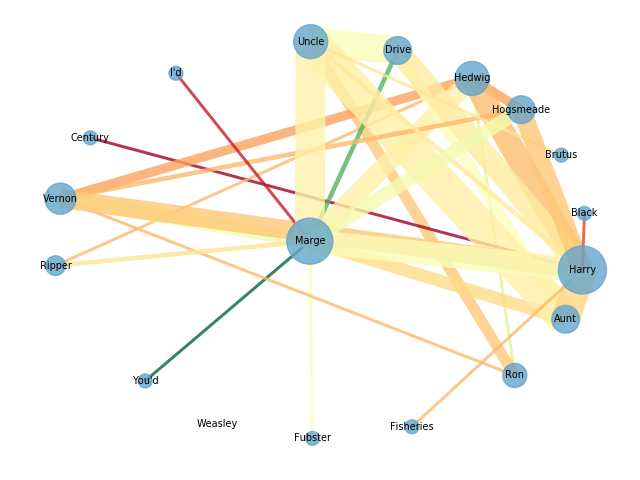 Uncle
Drive
Hedwig
I'd
Hogsmeade
Century
Brutus
Vernon
Black
Marge
Ripper
Harry
Aunt
Ron
You'd
Weasley
Fisheries
Fubster